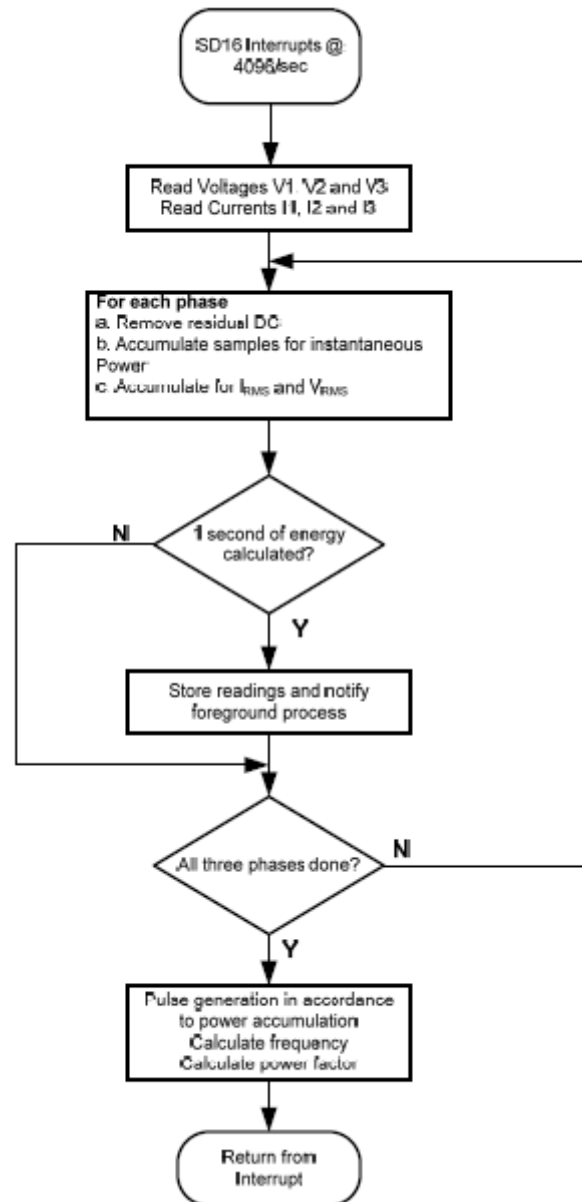 SD16 Interrupts @
4096/sec
Read Voltages V1, V2 and V3
Read Currents I1, I2 and I3
For each phase
a. Remove residual DC
b. Accumulate samples for instantaneous
Power
c. Accumulate for IRMS and VRMS
1 second of energy
calculated?
N
Y
Store readings and notify
foreground process
All three phases done?
N
Y
Pulse generation in accordance
to power accumulation
Calculate frequency
Calculate power factor
Return from
Interrupt